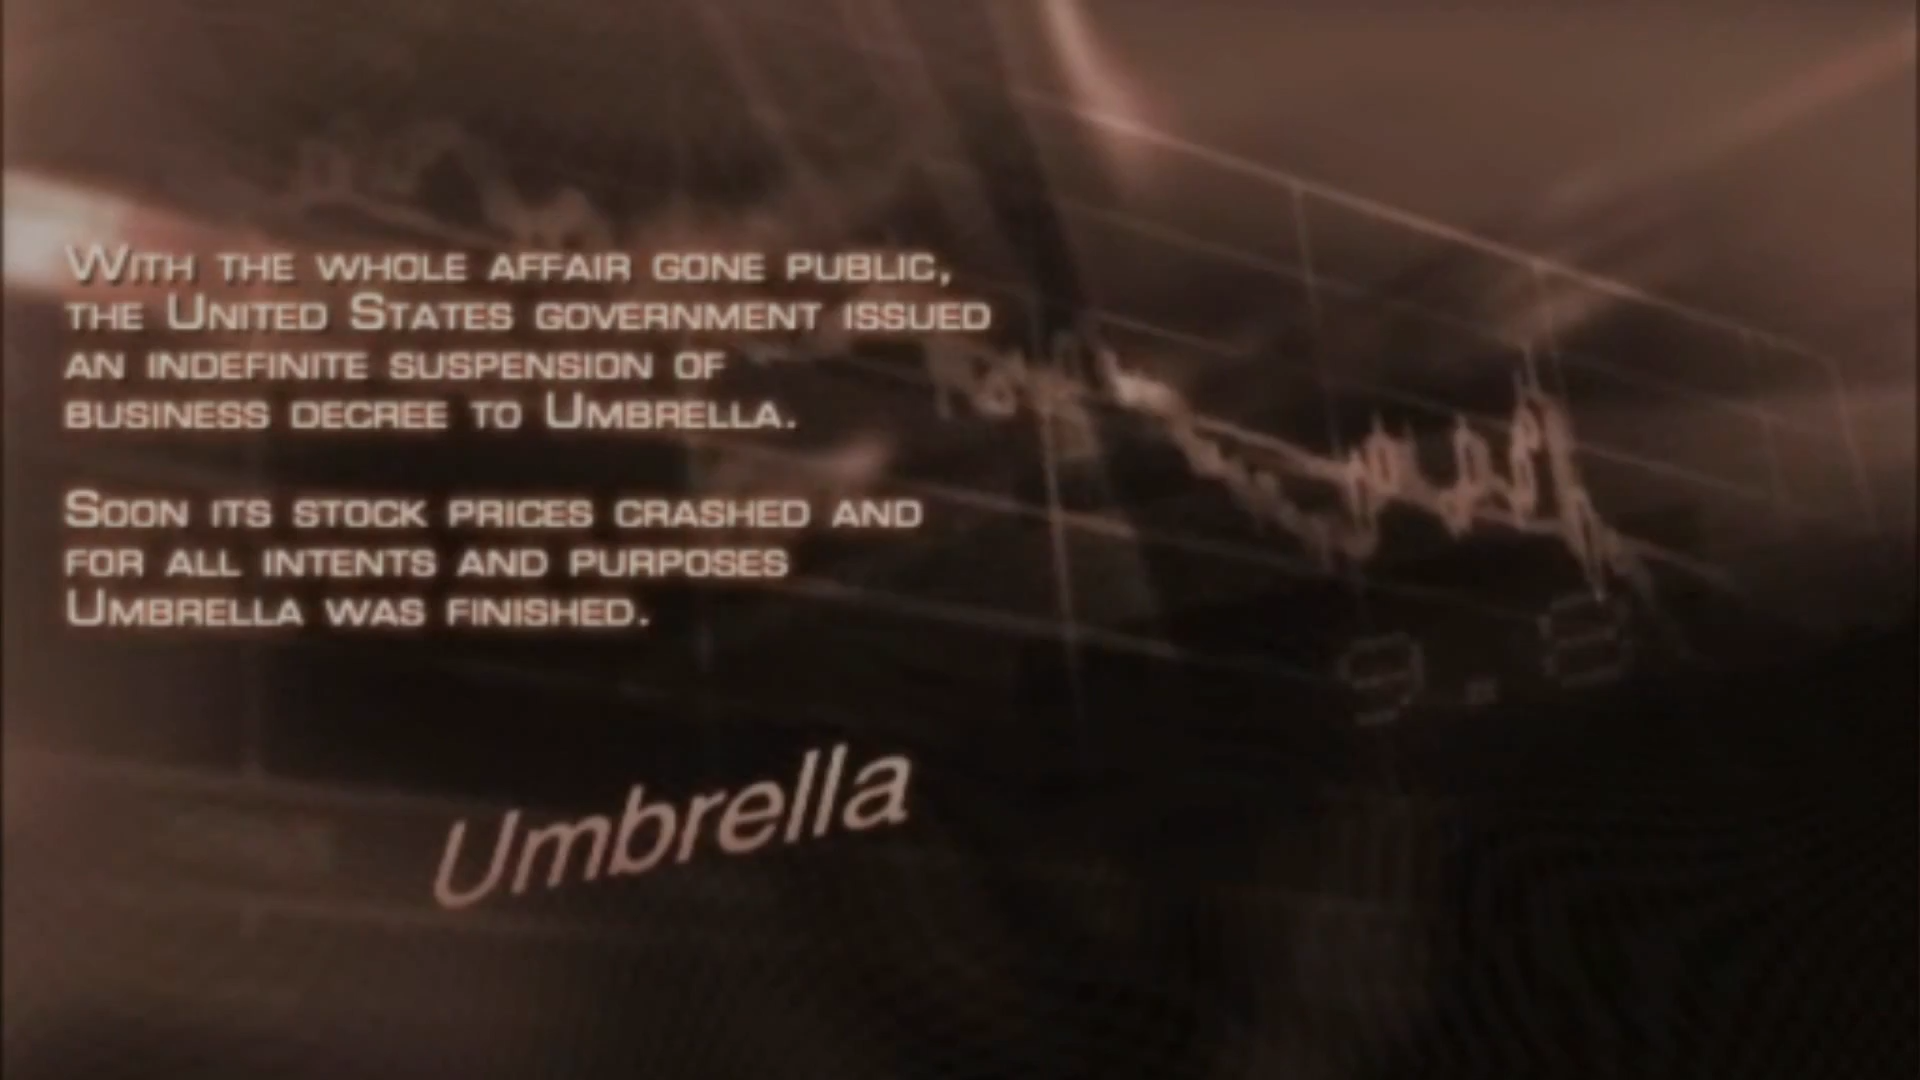 With the whole affair gone public,
the United States government issued
an indefinite suspension of
business decree to Umbrella.
Soon its stock prices crashed and
for all intents and purposes
Umbrella was finished.
Umbrella